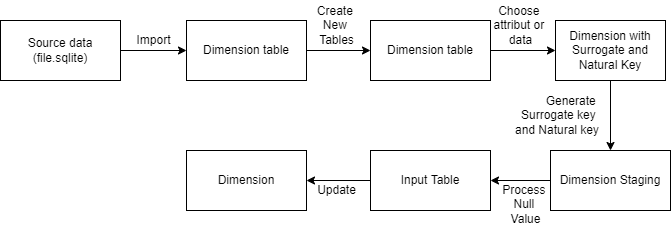 Source data
(file.sqlite)
Import
Dimension table
Create
New
Tables
Dimension table
Choose
attribut or
data
Dimension with
Surrogate and
Natural Key
Generate
Surrogate key
and Natural key
Dimension Staging
Process
Null
Value
Input Table
Update
Dimension